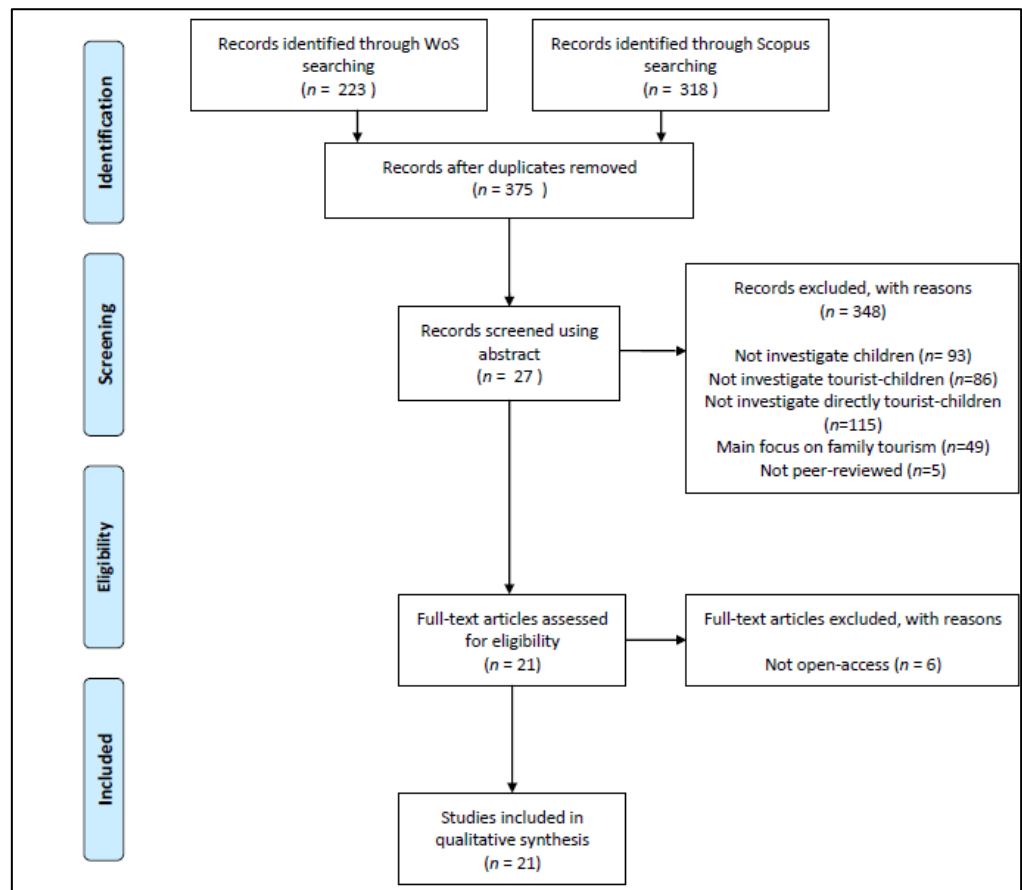 Identification
Records identified through WoS
searching
(n = 223 )
Records identified through Scopus
searching
(n = 318 )
Records after duplicates removed
(n = 375 )
Screening
Records screened using
abstract
(n = 27 )
Records excluded, with reasons
(n = 348)
Not investigate children (n= 93)
Not investigate tourist-children (n=86)
Not investigate directly tourist-children
(n=115)
Main focus on family tourism (n=49)
Not peer-reviewed (n=5)
Eligibility
Full-text articles assessed
for eligibility
(n = 21)
Full-text articles excluded, with reasons
Not open-access (n = 6)
Included
Studies included in
qualitative synthesis
(n = 21)